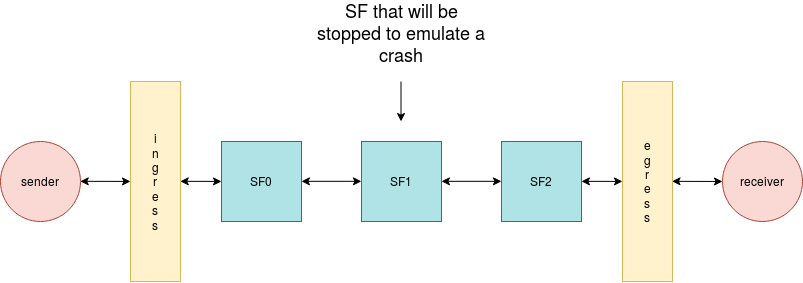 SF that will be
stopped to emulate a
crash
sender
ingress
SF0
SF1
SF2
egress
receiver